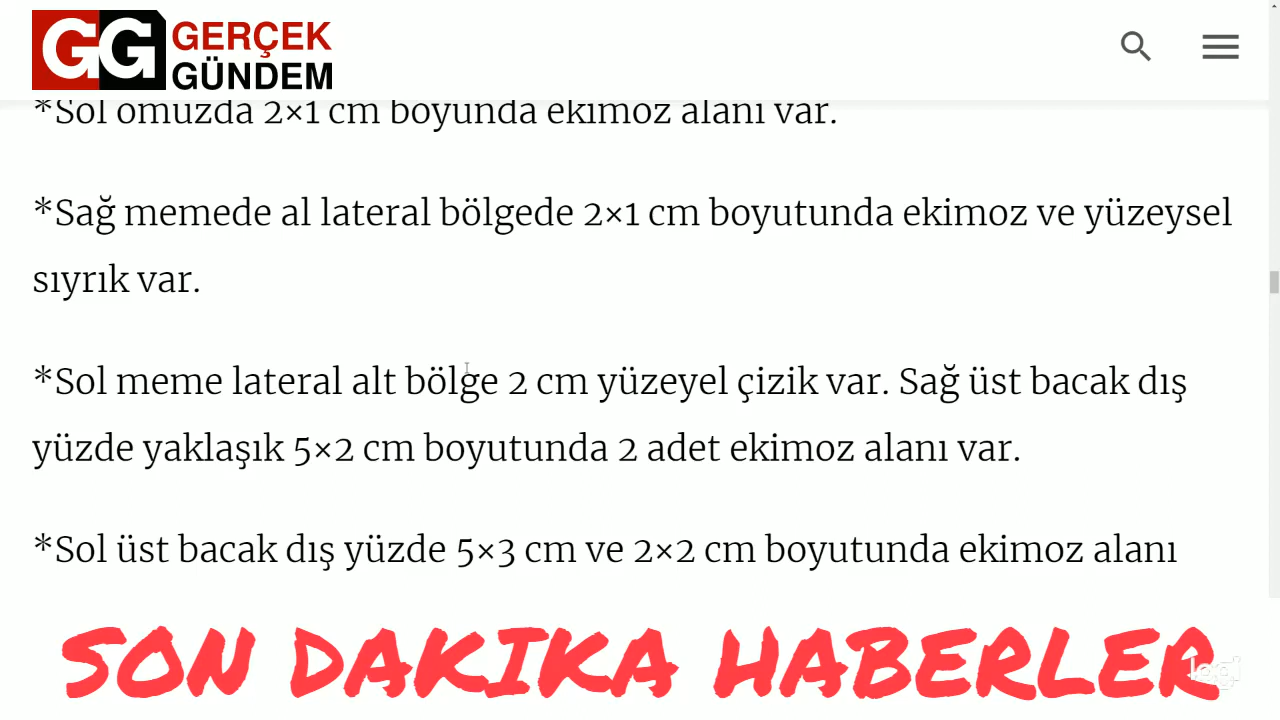 GG GERÇEK
GÜNDEM
*Sol omuzda 2×1 cm boyunda ekimoz alanı var.
*Sağ memede al lateral bölgede 2×1 cm boyutunda ekimoz ve yüzeysel
sıyrık var.
*Sol meme lateral alt bölge 2 cm yüzeyel çizik var. Sağ üst bacak dış
yüzde yaklaşık 5×2 cm boyutunda 2 adet ekimoz alanı var.
*Sol üst bacak dış yüzde 5×3 cm ve 2×2 cm boyutunda ekimoz alanı
SON DAKIKA HABERLER